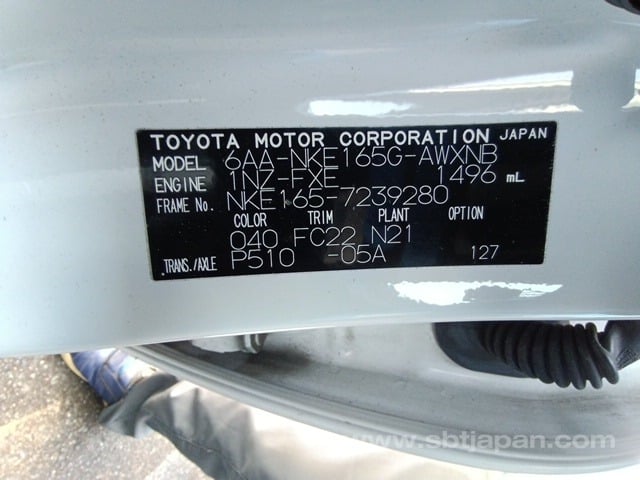 TOYOTA MOTOR CORPORATION JAPAN
MODEL 6AA-NKE165G-AWXNB
ENGINE 1NZ-FXE 1496 mL
FRAME No. NKE165-7239280
COLOR TRIM PLANT OPTION
040 FC22 N21
TRANS./AXLE P510 -05A 127
www.sbtjapan.com